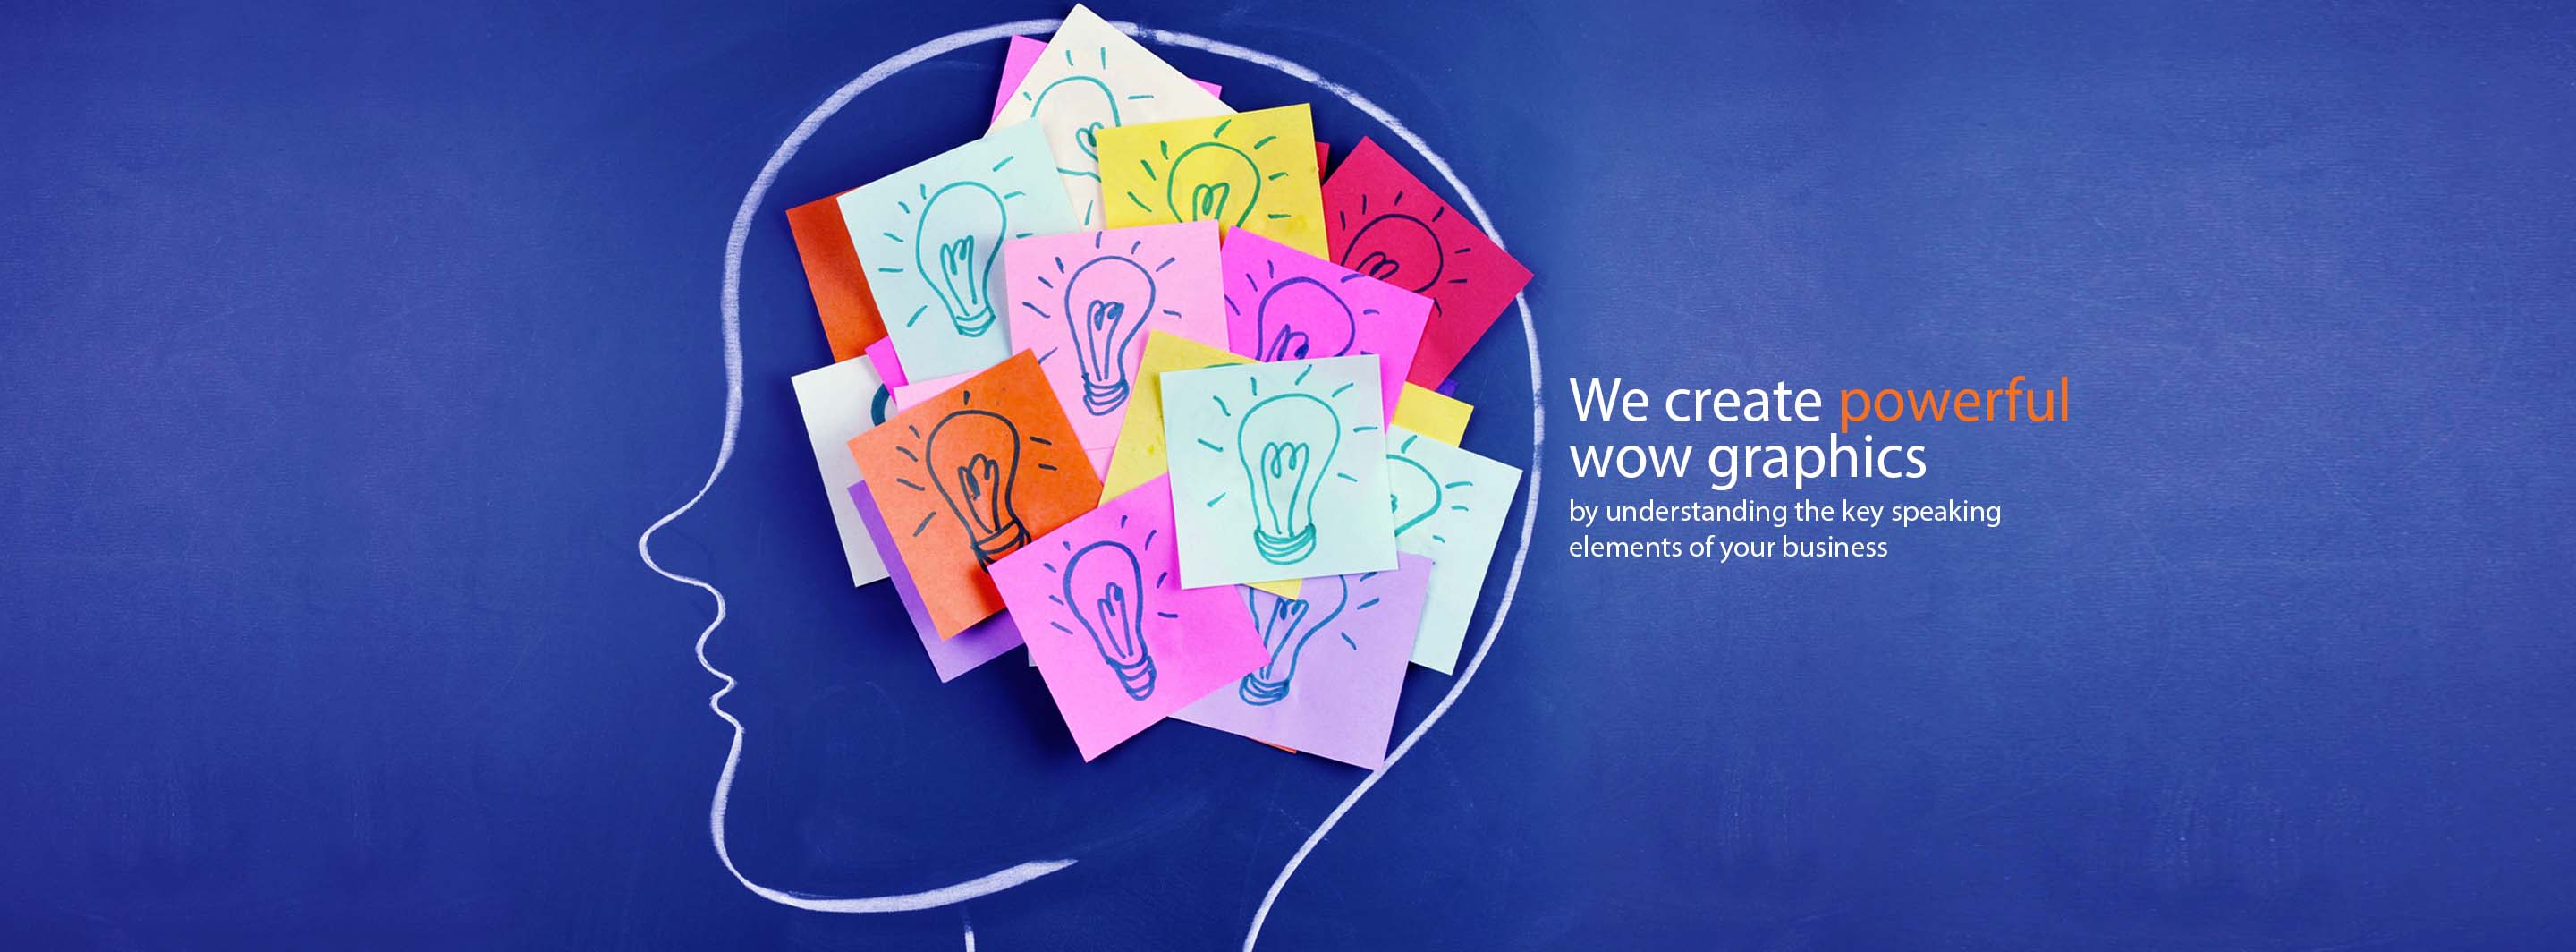 We create powerful
wow graphics
by understanding the key speaking
elements of your business